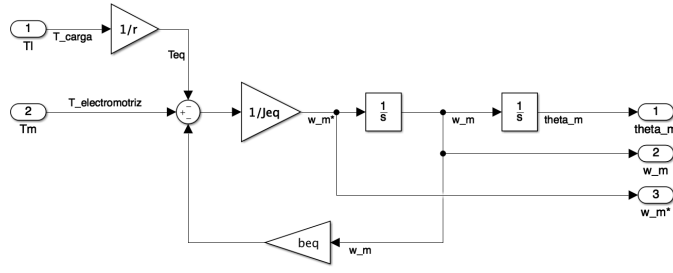 1
Tl
T_carga
1/r
Teq
2
Tm
T_electromotriz
+
−
−
1/Jeq
w_m*
1
s
w_m
1
s
theta_m
1
theta_m
2
w_m
3
w_m*
beq
w_m